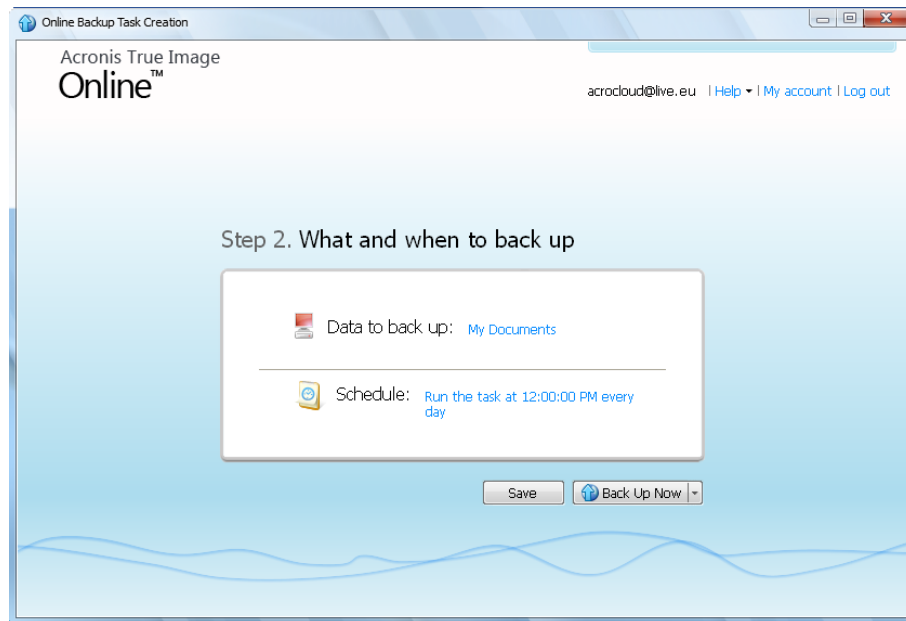 Online Backup Task Creation
Acronis True Image
Online™
acrocloud@live.eu | Help | My account | Log out
Step 2. What and when to back up
Data to back up: My Documents
Schedule: Run the task at 12:00:00 PM every
day
Save
Back Up Now